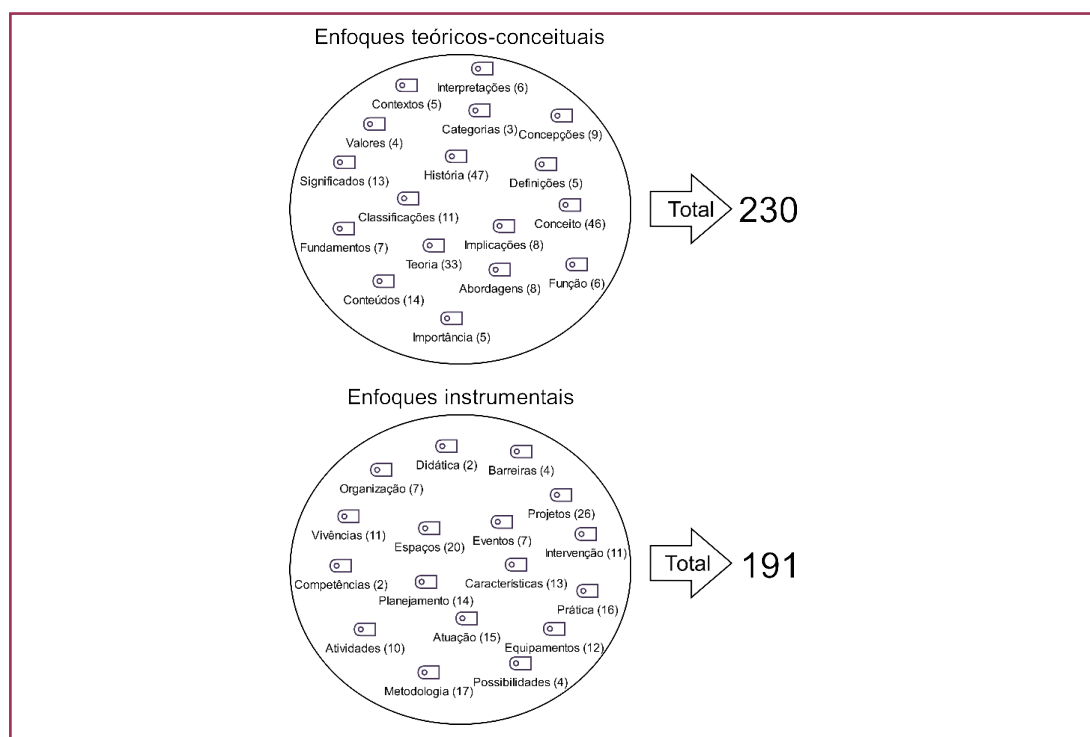 Enfoques teóricos-conceituais
Interpretações (6)
Contextos (5)
Categorias (3)
Concepções (9)
Valores (4)
História (47)
Significados (13)
Definições (5)
Classificações (11)
Conceito (46)
Fundamentos (7)
Implicações (8)
Teoria (33)
Abordagens (8)
Função (6)
Conteúdos (14)
Importância (5)
Total
230
Enfoques instrumentais
Didática (2)
Barreiras (4)
Organização (7)
Projetos (26)
Vivências (11)
Espaços (20)
Eventos (7)
Intervenção (11)
Competências (2)
Características (13)
Planejamento (14)
Prática (16)
Atividades (10)
Atuação (15)
Equipamentos (12)
Metodologia (17)
Possibilidades (4)
Total
191